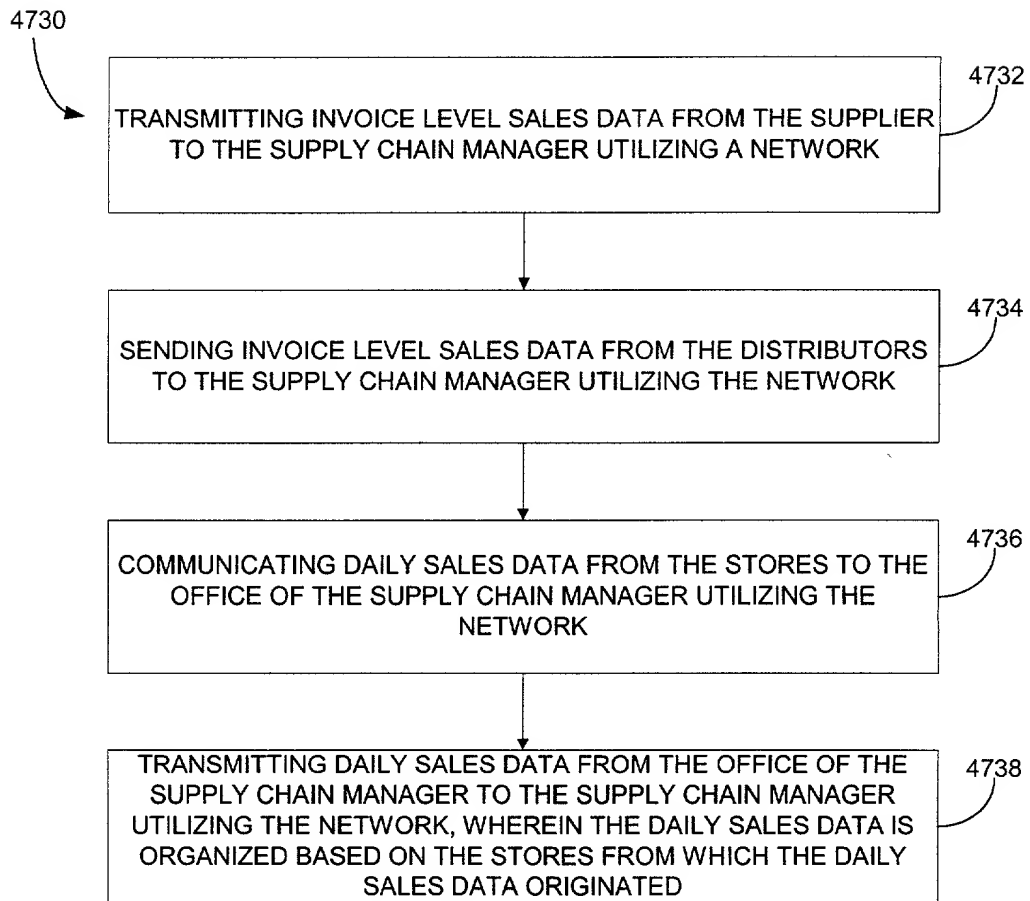 4730
4732
TRANSMITTING INVOICE LEVEL SALES DATA FROM THE SUPPLIER
TO THE SUPPLY CHAIN MANAGER UTILIZING A NETWORK
4734
SENDING INVOICE LEVEL SALES DATA FROM THE DISTRIBUTORS
TO THE SUPPLY CHAIN MANAGER UTILIZING THE NETWORK
4736
COMMUNICATING DAILY SALES DATA FROM THE STORES TO THE
OFFICE OF THE SUPPLY CHAIN MANAGER UTILIZING THE
NETWORK
4738
TRANSMITTING DAILY SALES DATA FROM THE OFFICE OF THE
SUPPLY CHAIN MANAGER TO THE SUPPLY CHAIN MANAGER
UTILIZING THE NETWORK, WHEREIN THE DAILY SALES DATA IS
ORGANIZED BASED ON THE STORES FROM WHICH THE DAILY
SALES DATA ORIGINATED